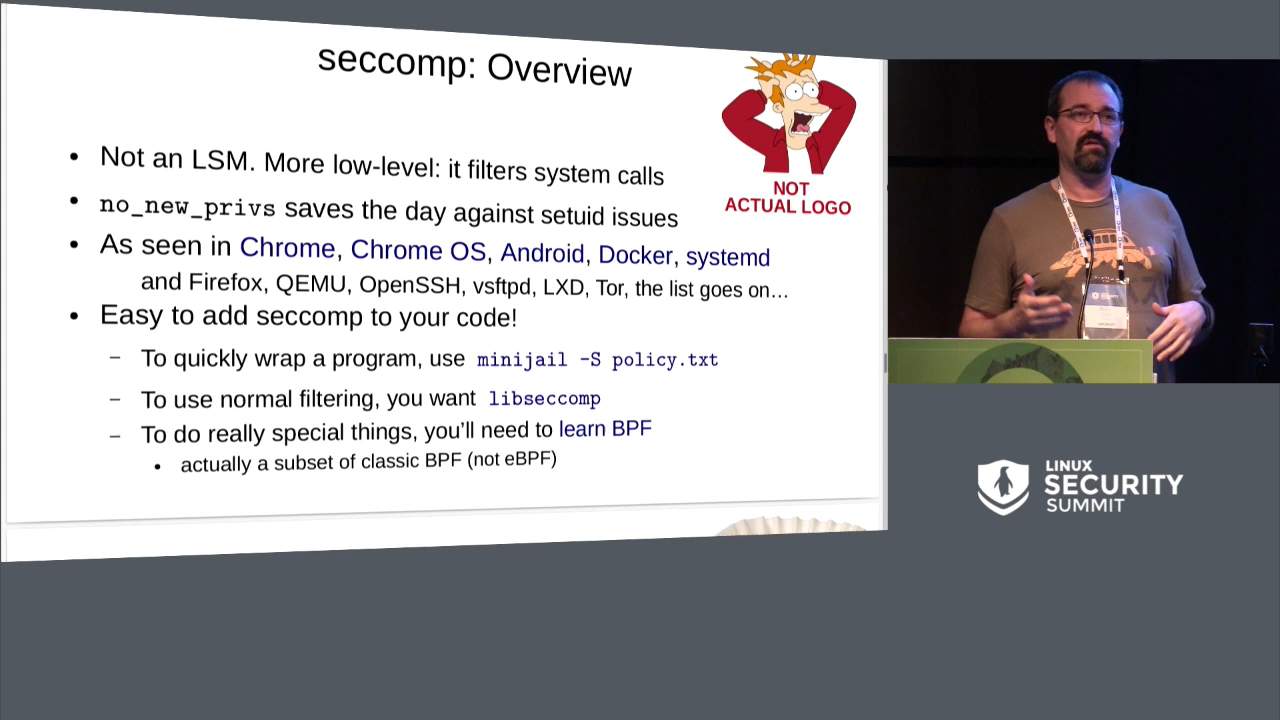 seccomp: Overview
NOT
ACTUAL LOGO
• Not an LSM. More low-level: it filters system calls
• no_new_privs saves the day against setuid issues
• As seen in Chrome, Chrome OS, Android, Docker, systemd
and Firefox, QEMU, OpenSSH, vsftpd, LXD, Tor, the list goes on…
• Easy to add seccomp to your code!
– To quickly wrap a program, use minijail -S policy.txt
– To use normal filtering, you want libseccomp
– To do really special things, you’ll need to learn BPF
• actually a subset of classic BPF (not eBPF)
LINUX
SECURITY
SUMMIT